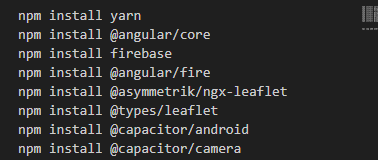 npm install yarn
npm install @angular/core
npm install firebase
npm install @angular/fire
npm install @asymmetrik/ngx-leaflet
npm install @types/leaflet
npm install @capacitor/android
npm install @capacitor/camera